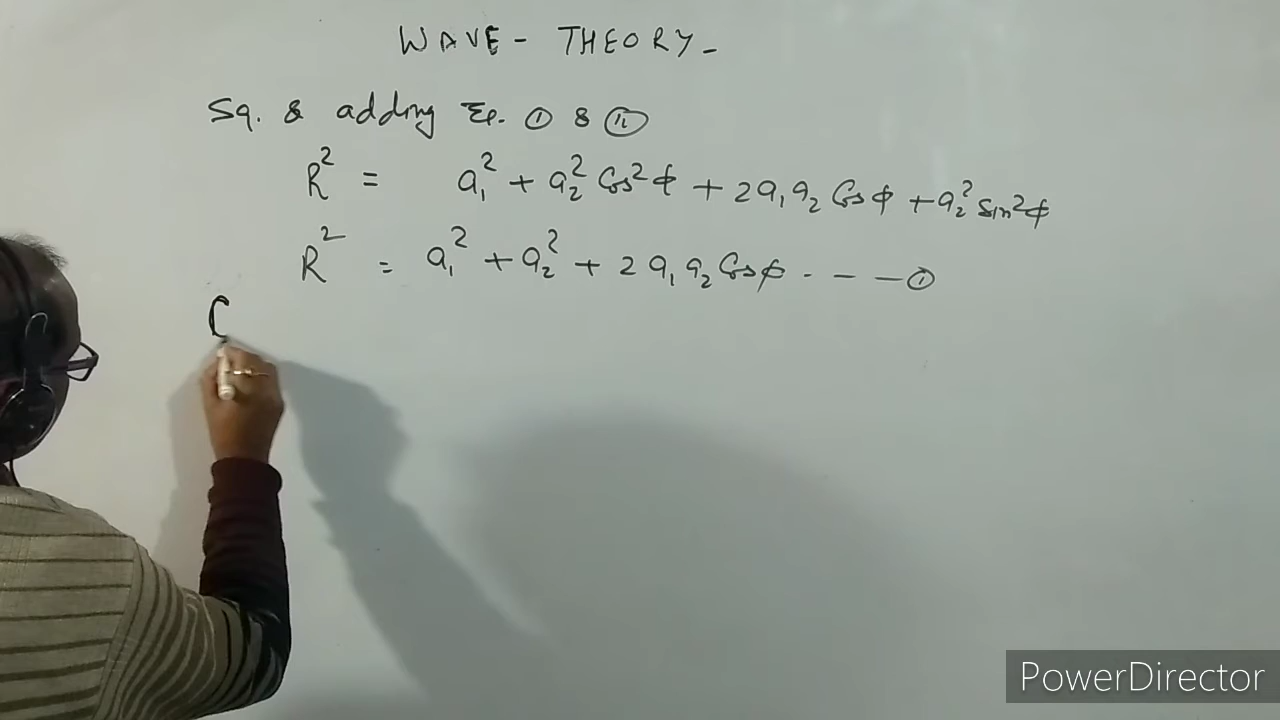 WAVE - THEORY -
Sq. & adding Eq. ① & ⑪
R² = a₁² + a₂² Cos²φ + 2a₁a₂ Cosφ + a₂² sin²φ
R² = a₁² + a₂² + 2a₁a₂ Cosφ - - - ①
C
PowerDirector